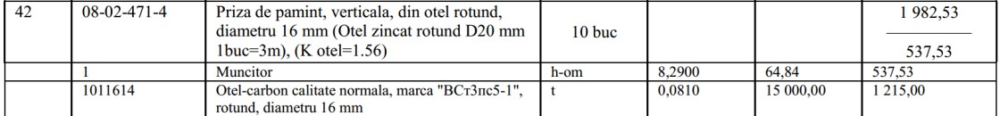 42 08-02-471-4 Priza de pamint, verticala, din otel rotund, 1 982,53
diametru 16 mm (Otel zincat rotund D20 mm 10 buc
1buc=3m), (K otel=1.56) 537,53
1 Muncitor h-om 8,2900 64,84 537,53
1011614 Otel-carbon calitate normala, marca "ВСт3пс5-1", t 0,0810 15 000,00 1 215,00
rotund, diametru 16 mm